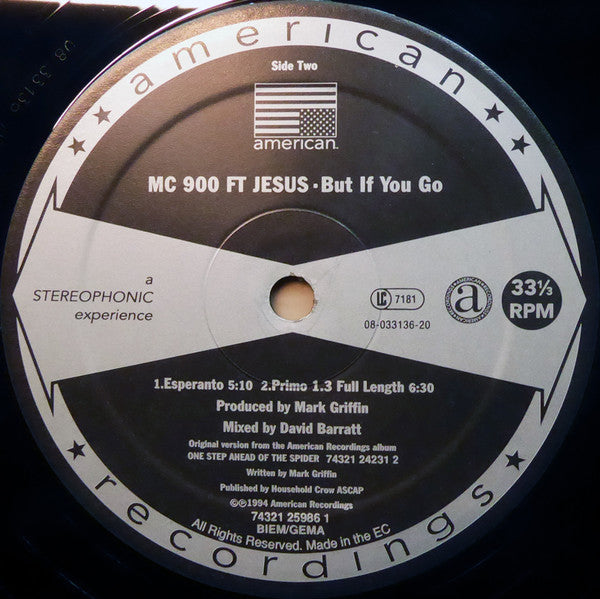 american
Side Two
american.
MC 900 FT JESUS · But If You Go
a
STEREOPHONIC
experience
LC 7181
08-033136-20
a
33⅓
RPM
1.Esperanto 5:10 2.Primo 1.3 Full Length 6:30
Produced by Mark Griffin
Mixed by David Barratt
Original version from the American Recordings album
ONE STEP AHEAD OF THE SPIDER 74321 24231 2
Written by Mark Griffin
Published by Household Crow ASCAP
©℗1994 American Recordings
74321 25986 1
BIEM/GEMA
All Rights Reserved. Made in the EC
recordings